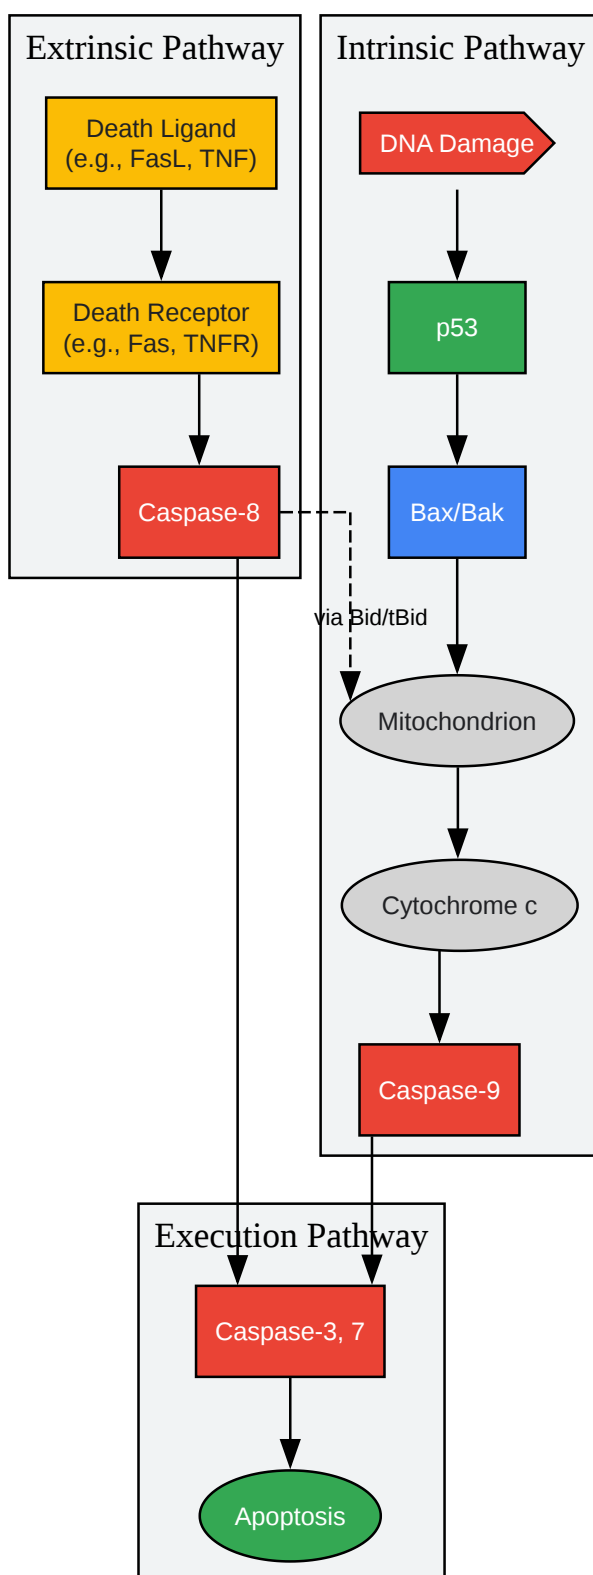 Extrinsic Pathway
Death Ligand
(e.g., FasL, TNF)
Death Receptor
(e.g., Fas, TNFR)
Caspase-8
Intrinsic Pathway
DNA Damage
p53
Bax/Bak
via Bid/tBid
Mitochondrion
Cytochrome c
Caspase-9
Execution Pathway
Caspase-3, 7
Apoptosis